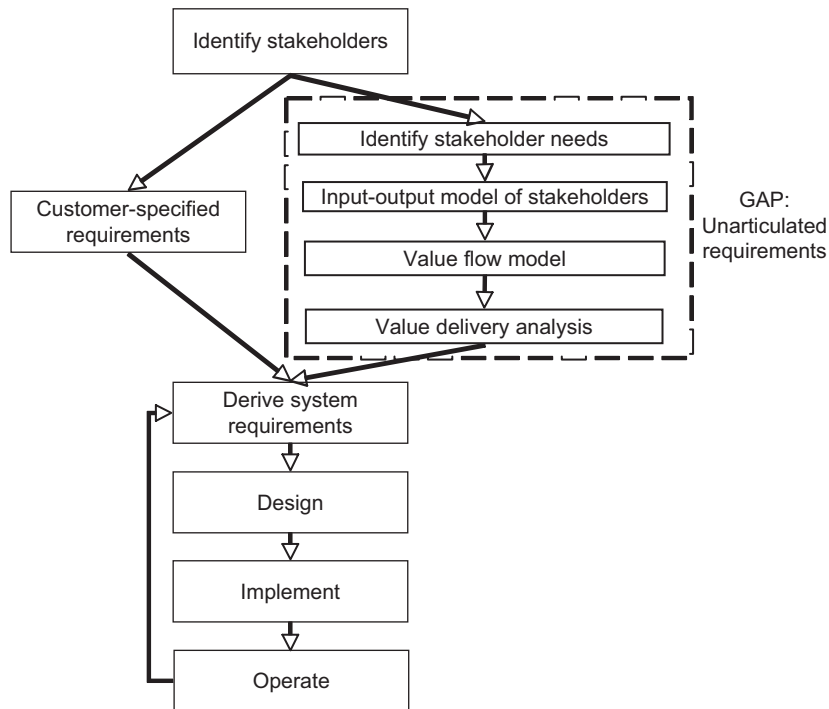 Identify stakeholders
Identify stakeholder needs
Input-output model of stakeholders
Value flow model
Value delivery analysis
GAP:
Unarticulated
requirements
Customer-specified
requirements
Derive system
requirements
Design
Implement
Operate